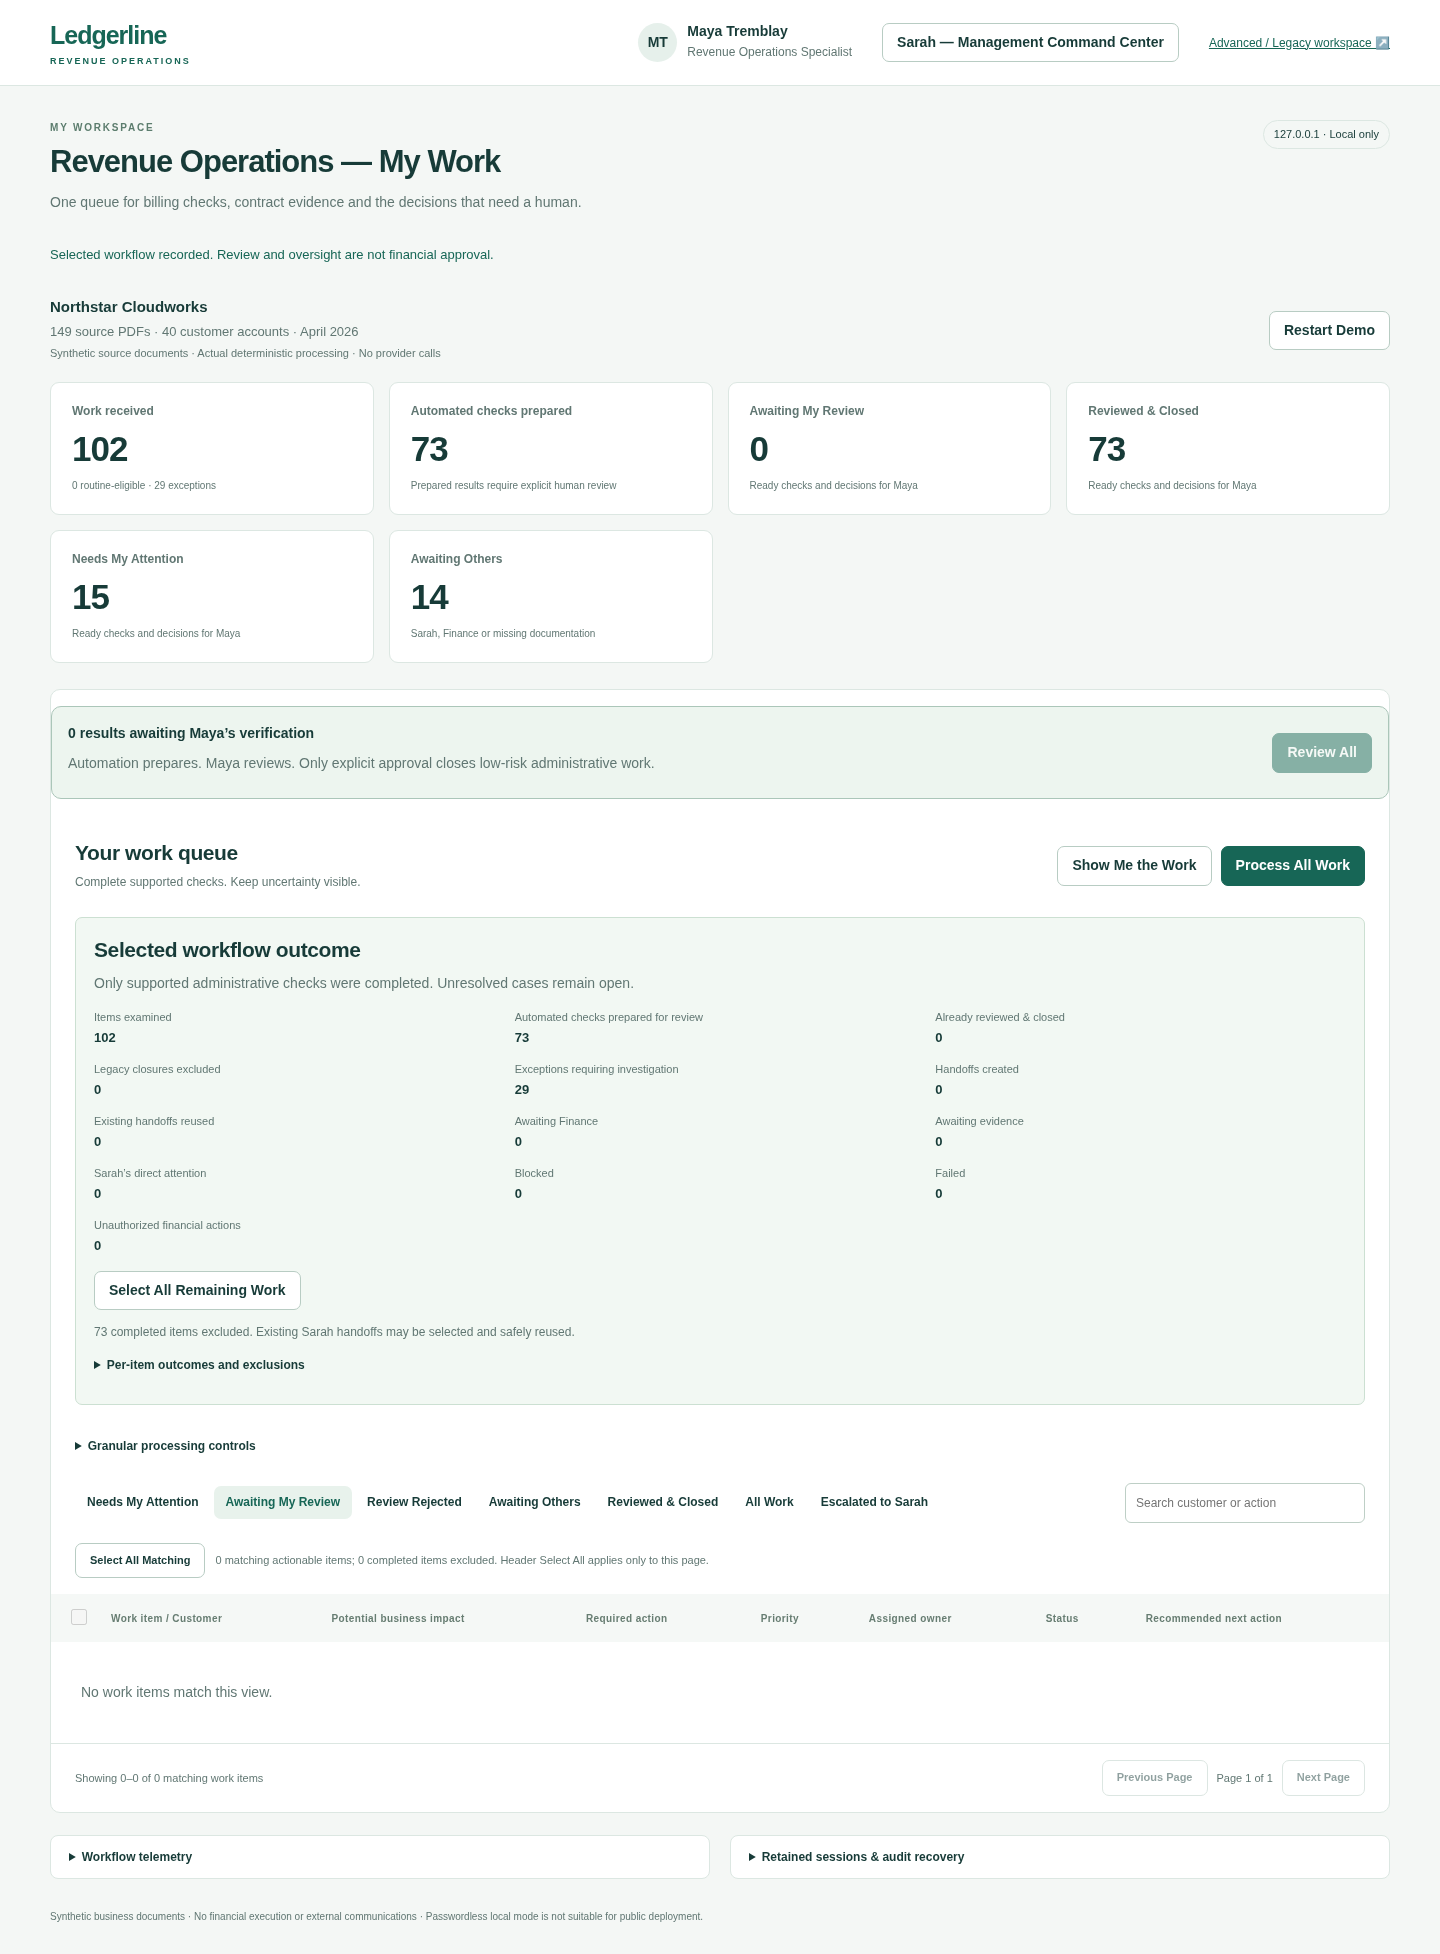 Ledgerline
REVENUE OPERATIONS
MT
Maya Tremblay
Revenue Operations Specialist
Sarah — Management Command Center
Advanced / Legacy workspace ↗
MY WORKSPACE
127.0.0.1 · Local only
Revenue Operations — My Work
One queue for billing checks, contract evidence and the decisions that need a human.
Selected workflow recorded. Review and oversight are not financial approval.
Northstar Cloudworks
149 source PDFs · 40 customer accounts · April 2026
Synthetic source documents · Actual deterministic processing · No provider calls
Restart Demo
Work received
102
0 routine-eligible · 29 exceptions
Automated checks prepared
73
Prepared results require explicit human review
Awaiting My Review
0
Ready checks and decisions for Maya
Reviewed & Closed
73
Ready checks and decisions for Maya
Needs My Attention
15
Ready checks and decisions for Maya
Awaiting Others
14
Sarah, Finance or missing documentation
0 results awaiting Maya’s verification
Automation prepares. Maya reviews. Only explicit approval closes low-risk administrative work.
Review All
Your work queue
Complete supported checks. Keep uncertainty visible.
Show Me the Work
Process All Work
Selected workflow outcome
Only supported administrative checks were completed. Unresolved cases remain open.
Items examined
102
Automated checks prepared for review
73
Already reviewed & closed
0
Legacy closures excluded
0
Exceptions requiring investigation
29
Handoffs created
0
Existing handoffs reused
0
Awaiting Finance
0
Awaiting evidence
0
Sarah’s direct attention
0
Blocked
0
Failed
0
Unauthorized financial actions
0
Select All Remaining Work
73 completed items excluded. Existing Sarah handoffs may be selected and safely reused.
Per-item outcomes and exclusions
Granular processing controls
Needs My Attention
Awaiting My Review
Review Rejected
Awaiting Others
Reviewed & Closed
All Work
Escalated to Sarah
Search customer or action
Select All Matching
0 matching actionable items; 0 completed items excluded. Header Select All applies only to this page.
Work item / Customer
Potential business impact
Required action
Priority
Assigned owner
Status
Recommended next action
No work items match this view.
Showing 0–0 of 0 matching work items
Previous Page
Page 1 of 1
Next Page
Workflow telemetry
Retained sessions & audit recovery
Synthetic business documents · No financial execution or external communications · Passwordless local mode is not suitable for public deployment.